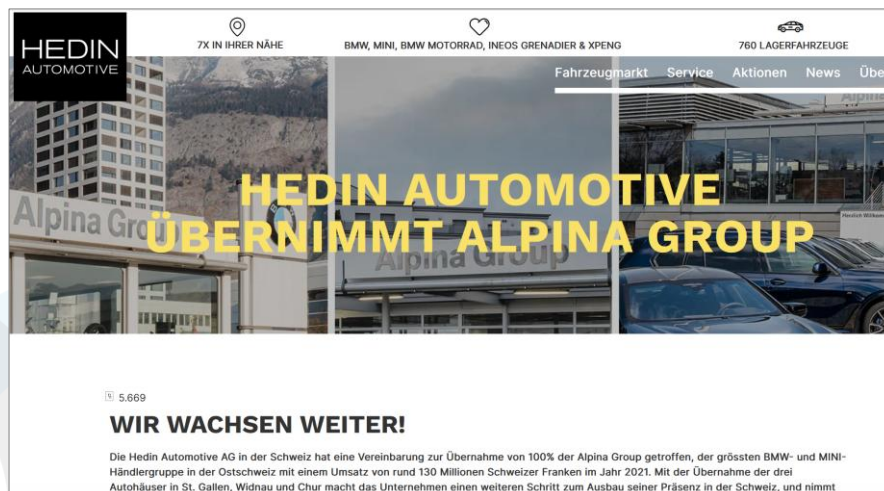 HEDIN
AUTOMOTIVE
7X IN IHRER NÄHE
BMW, MINI, BMW MOTORRAD, INEOS GRENADIER & XPENG
760 LAGERFAHRZEUGE
Fahrzeugmarkt Service Aktionen News Übe
HEDIN AUTOMOTIVE
ÜBERNIMMT ALPINA GROUP
Alpina Grou
Alpina Group
Alpina
Herzlich Willkommen
5.669
WIR WACHSEN WEITER!
Die Hedin Automotive AG in der Schweiz hat eine Vereinbarung zur Übernahme von 100% der Alpina Group getroffen, der grössten BMW- und MINI-
Händlergruppe in der Ostschweiz mit einem Umsatz von rund 130 Millionen Schweizer Franken im Jahr 2021. Mit der Übernahme der drei
Autohäuser in St. Gallen, Widnau und Chur macht das Unternehmen einen weiteren Schritt zum Ausbau seiner Präsenz in der Schweiz, und nimmt